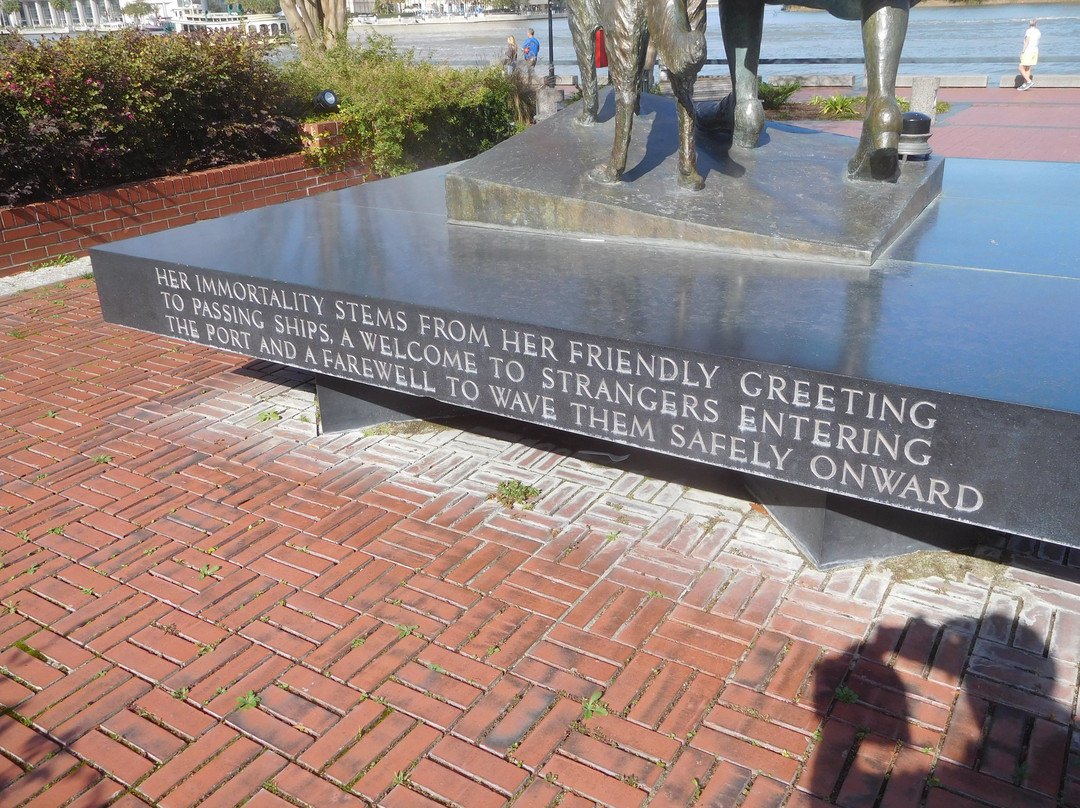 HER IMMORTALITY STEMS FROM HER FRIENDLY GREETING
TO PASSING SHIPS, A WELCOME TO STRANGERS ENTERING
THE PORT AND A FAREWELL TO WAVE THEM SAFELY ONWARD